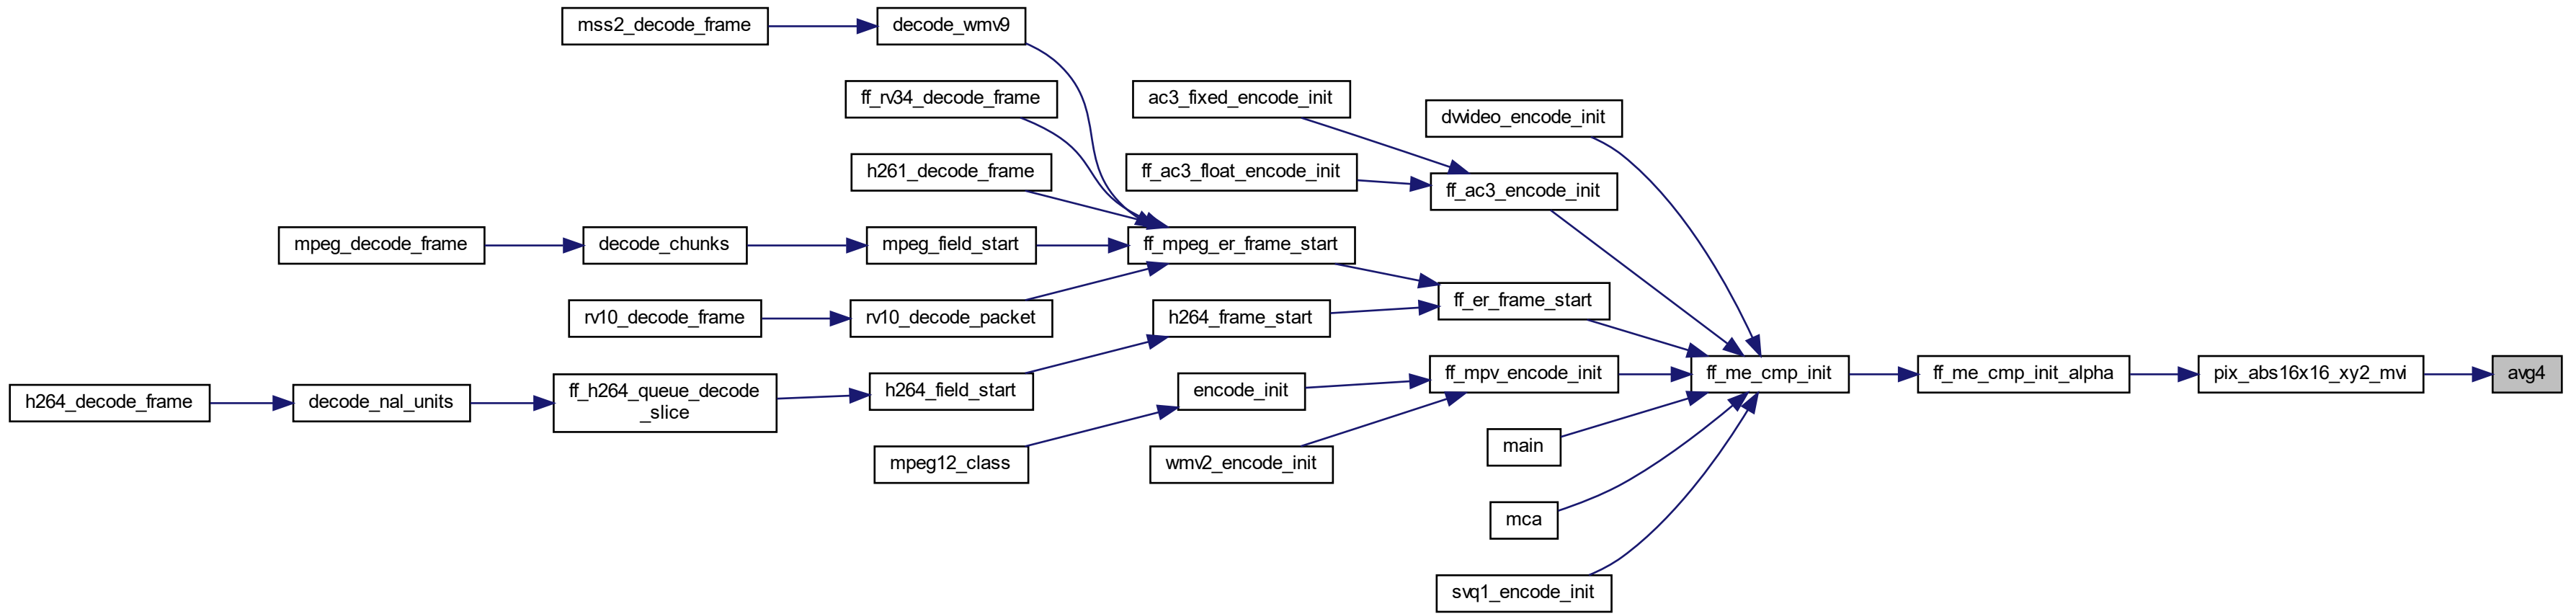 mss2_decode_frame
decode_wmv9
ff_rv34_decode_frame
ac3_fixed_encode_init
dwideo_encode_init
h261_decode_frame
ff_ac3_float_encode_init
ff_ac3_encode_init
mpeg_decode_frame
decode_chunks
mpeg_field_start
ff_mpeg_er_frame_start
ff_er_frame_start
rv10_decode_frame
rv10_decode_packet
h264_frame_start
ff_mpv_encode_init
ff_me_cmp_init
ff_me_cmp_init_alpha
pix_abs16x16_xy2_mvi
avg4
h264_decode_frame
decode_nal_units
ff_h264_queue_decode
_slice
h264_field_start
encode_init
main
mpeg12_class
wmv2_encode_init
mca
svq1_encode_init